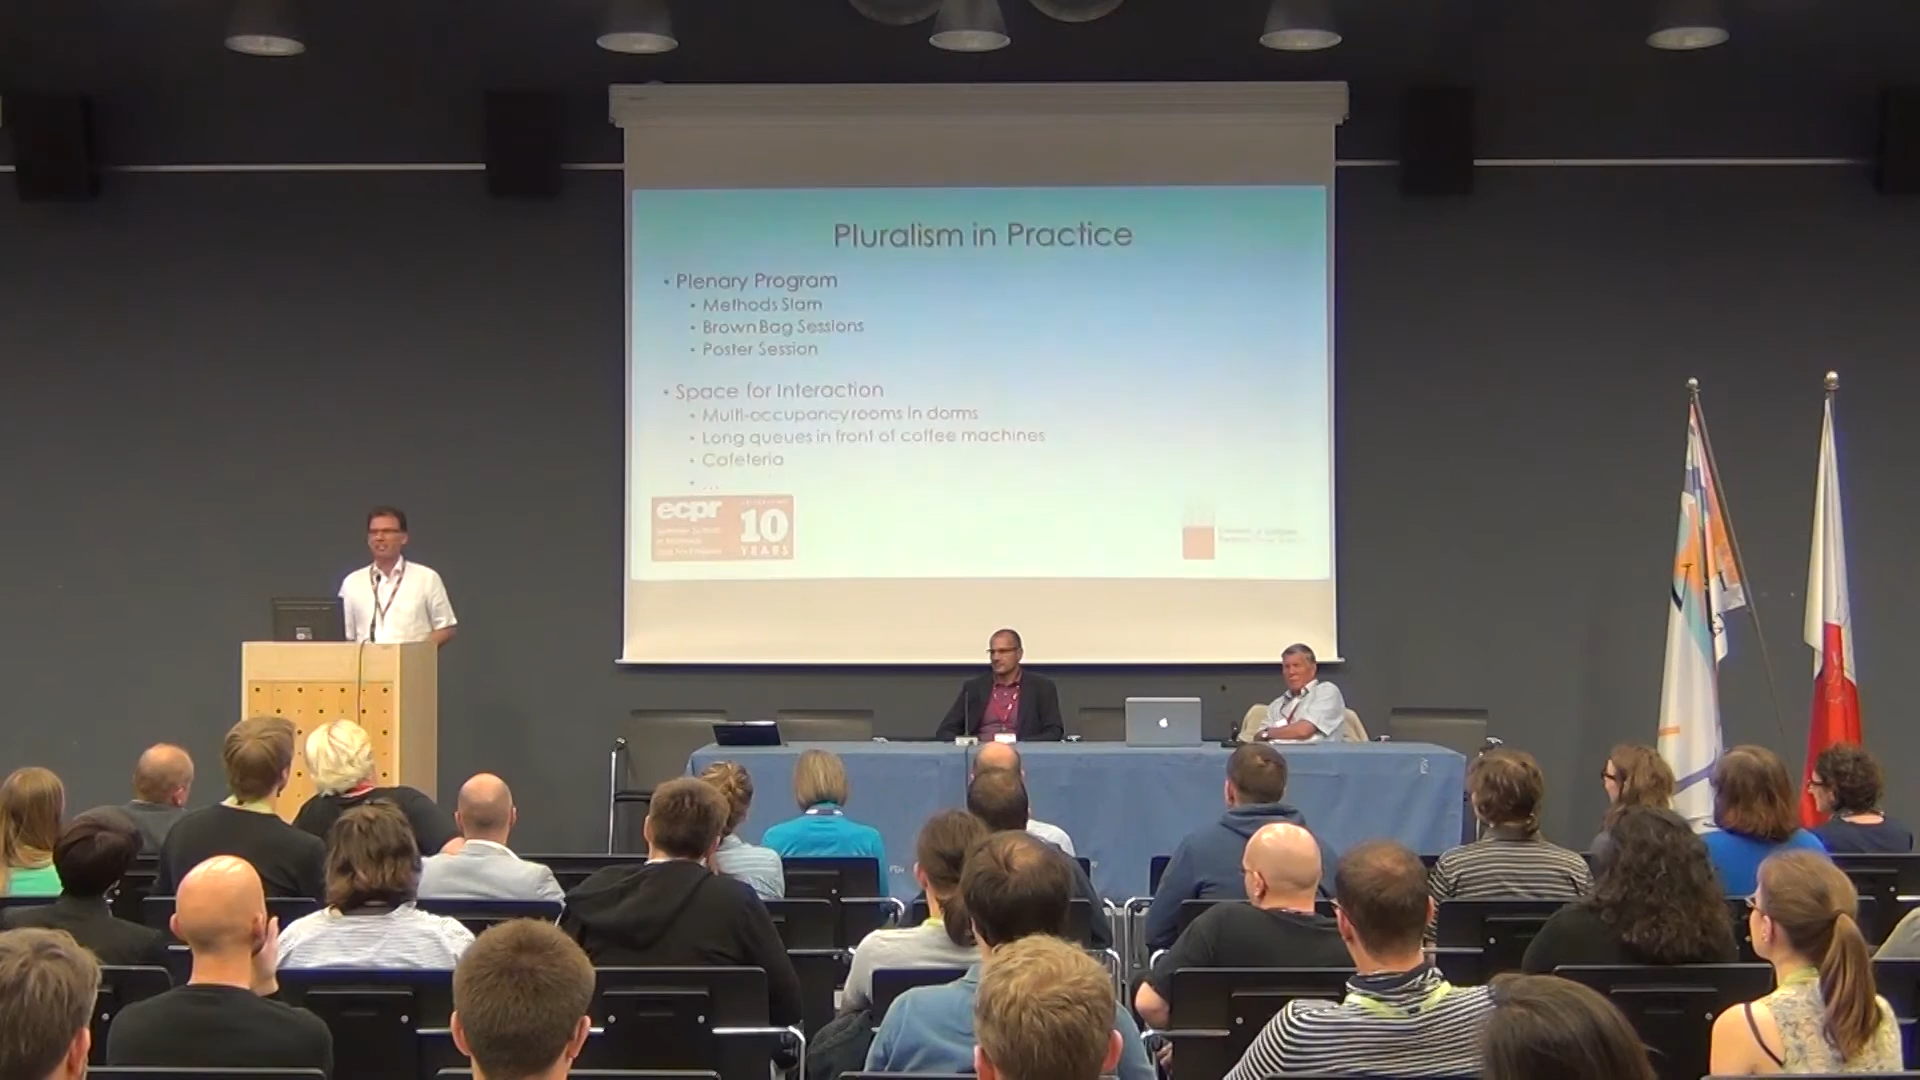 Pluralism in Practice
• Plenary Program
• Methods Slam
• Brown Bag Sessions
• Poster Session
• Space for Interaction
• Multi-occupancy rooms in dorms
• Long queues in front of coffee machines
• Cafeteria
• ...
ecpr
10
YEARS
FDV